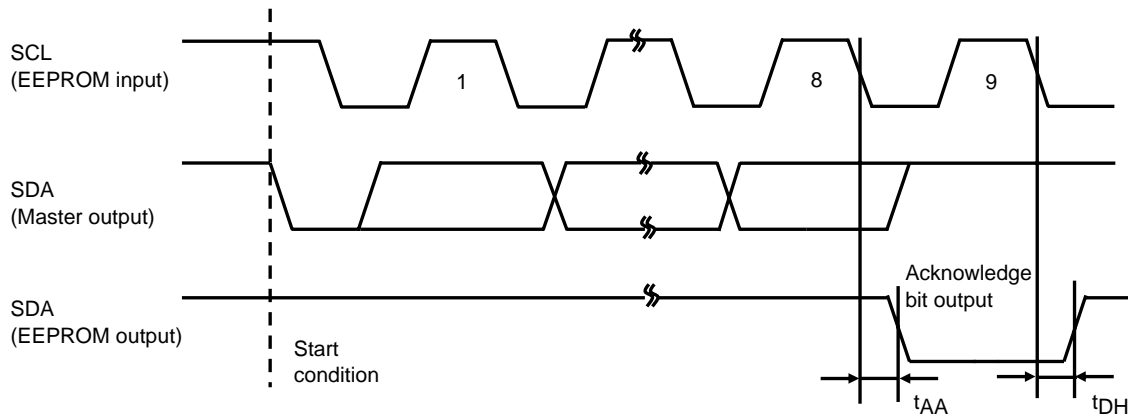 SCL
(EEPROM input)
1
8
9
SDA
(Master output)
SDA
(EEPROM output)
Acknowledge
bit output
Start
condition
tAA
tDH